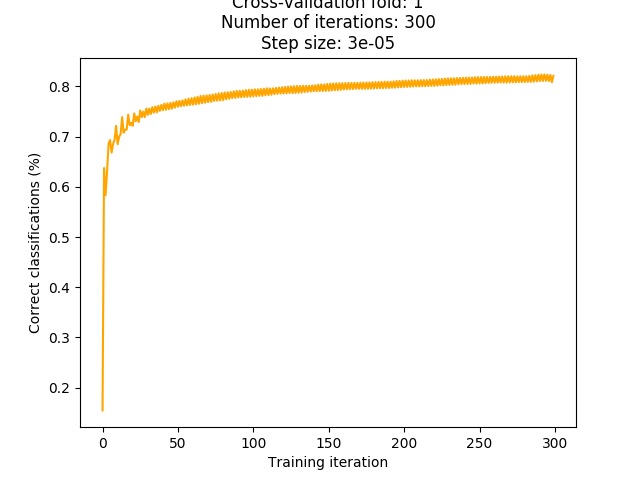 Cross-validation fold: 1
Number of iterations: 300
Step size: 3e-05
Correct classifications (%)
0.8
0.7
0.6
0.5
0.4
0.3
0.2
0 50 100 150 200 250 300
Training iteration